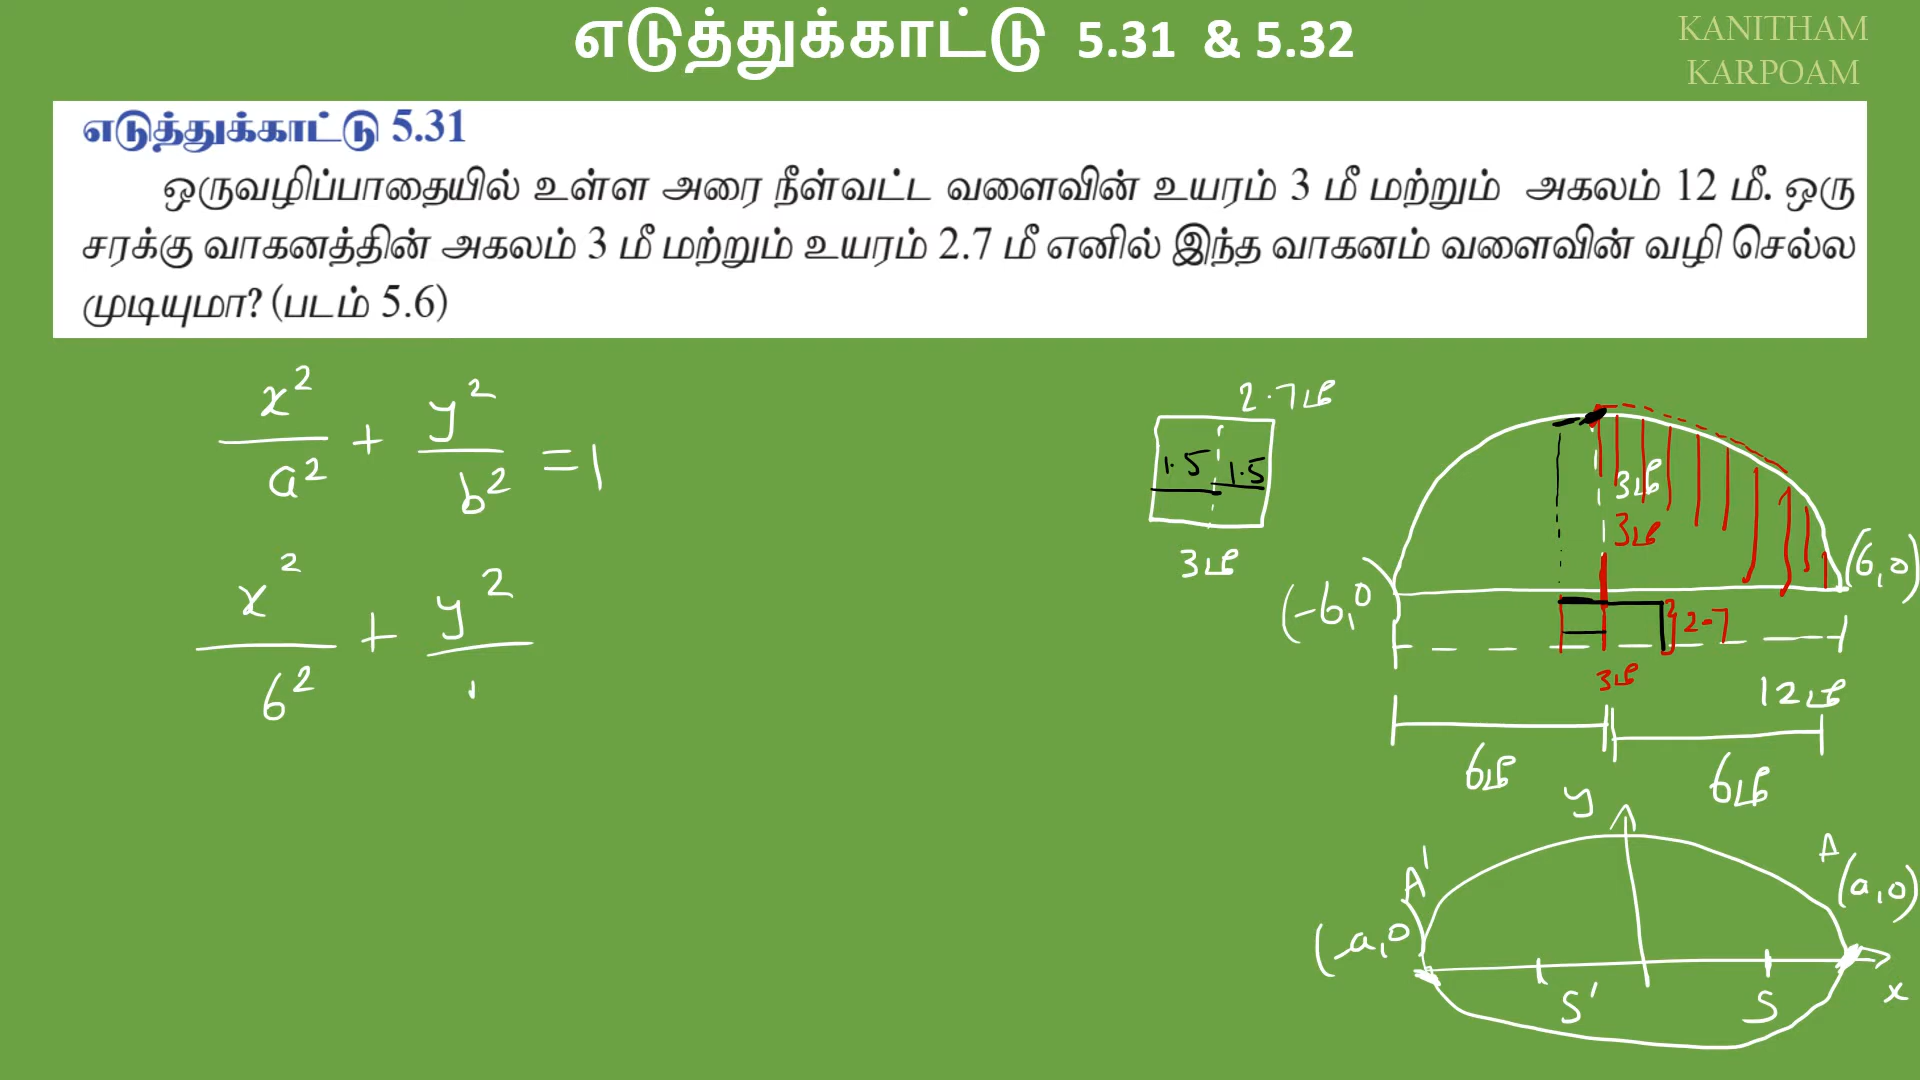 எடுத்துக்காட்டு 5.31 & 5.32
KANITHAM
KARPOAM
எடுத்துக்காட்டு 5.31
ஒருவழிப்பாதையில் உள்ள அரை நீள்வட்ட வளைவின் உயரம் 3 மீ மற்றும் அகலம் 12 மீ. ஒரு
சரக்கு வாகனத்தின் அகலம் 3 மீ மற்றும் உயரம் 2.7 மீ எனில் இந்த வாகனம் வளைவின் வழி செல்ல
முடியுமா? (படம் 5.6)
x²/a² + y²/b² = 1
x²/6² + y²/
2.7மீ
1.5 1.5
3மீ
3மீ
3மீ
(-6,0
(6,0)
2.7
3மீ
12மீ
6மீ 6மீ
y
A' A
(-a,0 (a,0)
S' S x